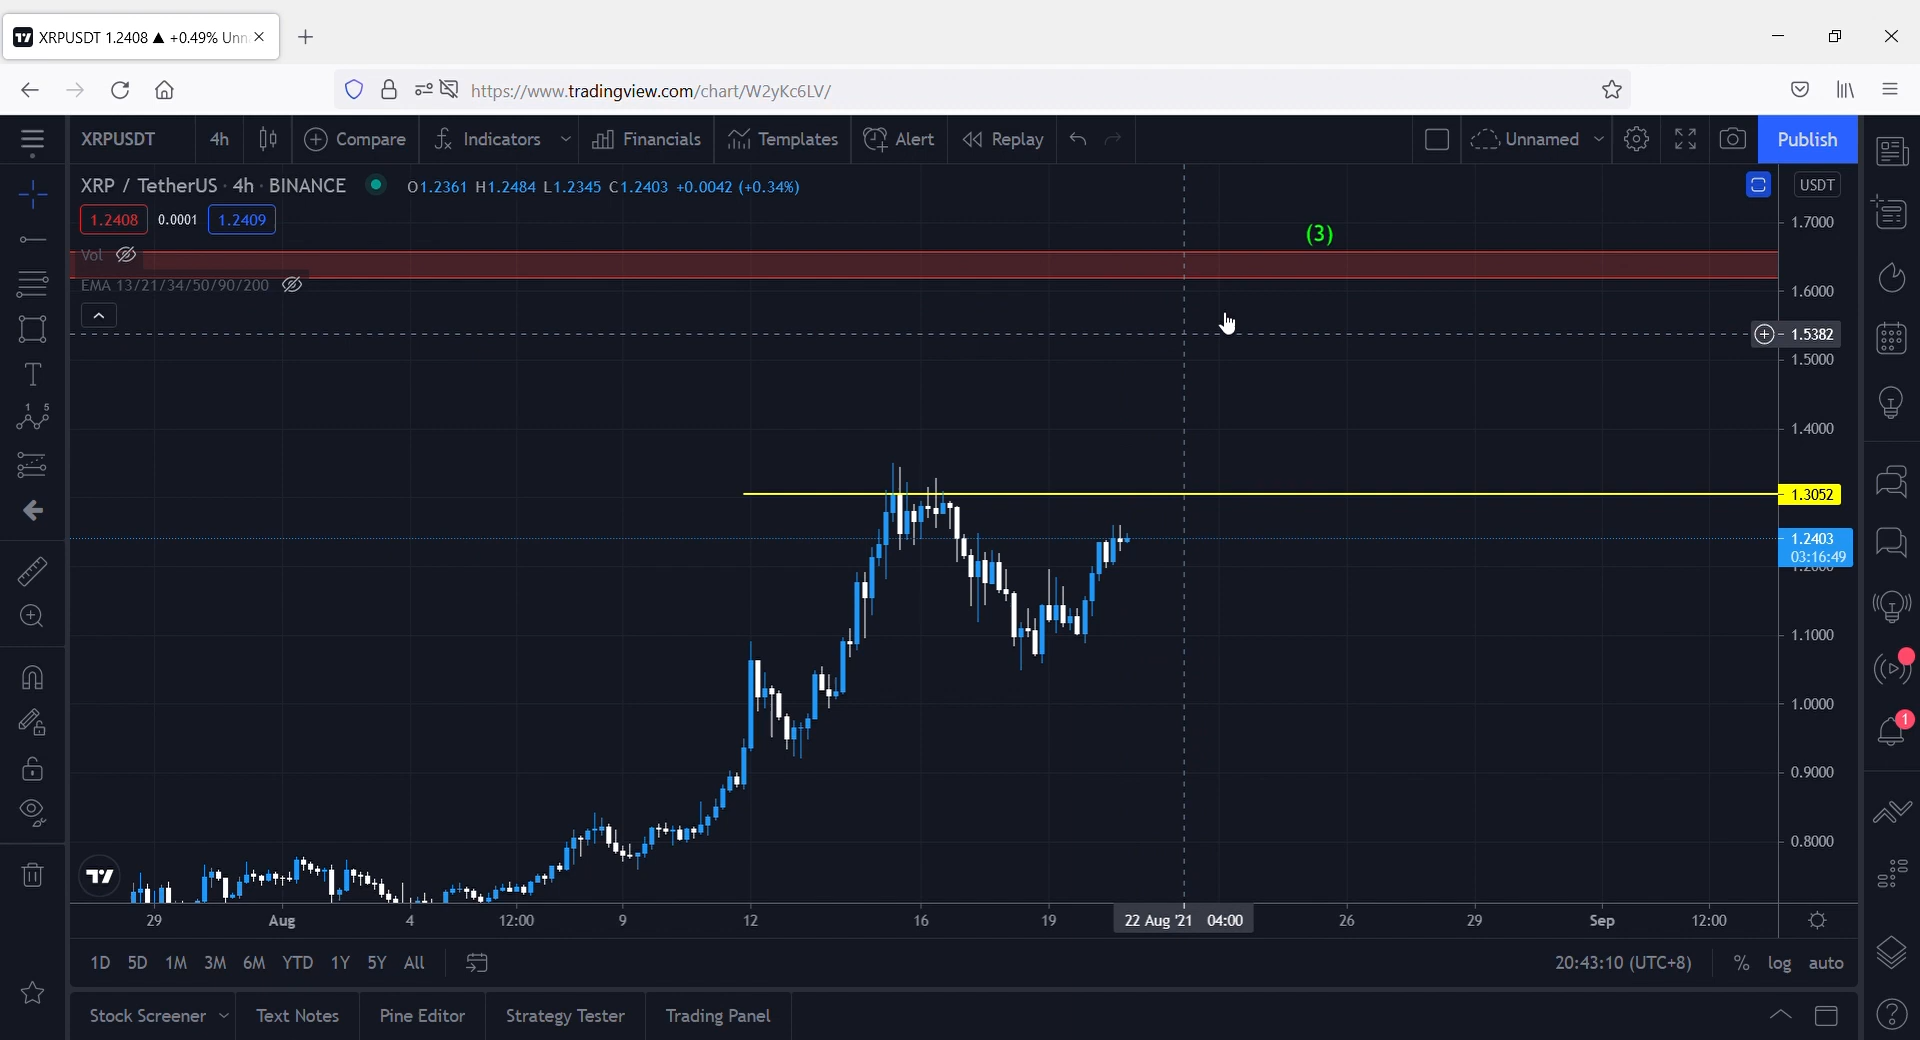 XRPUSDT 1.2408 ▲ +0.49% Unn
https://www.tradingview.com/chart/W2yKc6LV/
XRPUSDT 4h Compare Indicators Financials Templates Alert Replay Unnamed Publish
XRP / TetherUS · 4h · BINANCE O1.2361 H1.2484 L1.2345 C1.2403 +0.0042 (+0.34%) USDT
1.2408 0.0001 1.2409
1.7000
(3)
Vol
EMA 13/21/34/50/90/200
1.6000
1.5382
1.5000
1.4000
1.3052
1.2403
03:16:49
1.2000
1.1000
1.0000
0.9000
0.8000
29 Aug 4 12:00 9 12 16 19 22 Aug '21 04:00 26 29 Sep 12:00
1D 5D 1M 3M 6M YTD 1Y 5Y All 20:43:10 (UTC+8) % log auto
Stock Screener Text Notes Pine Editor Strategy Tester Trading Panel
1